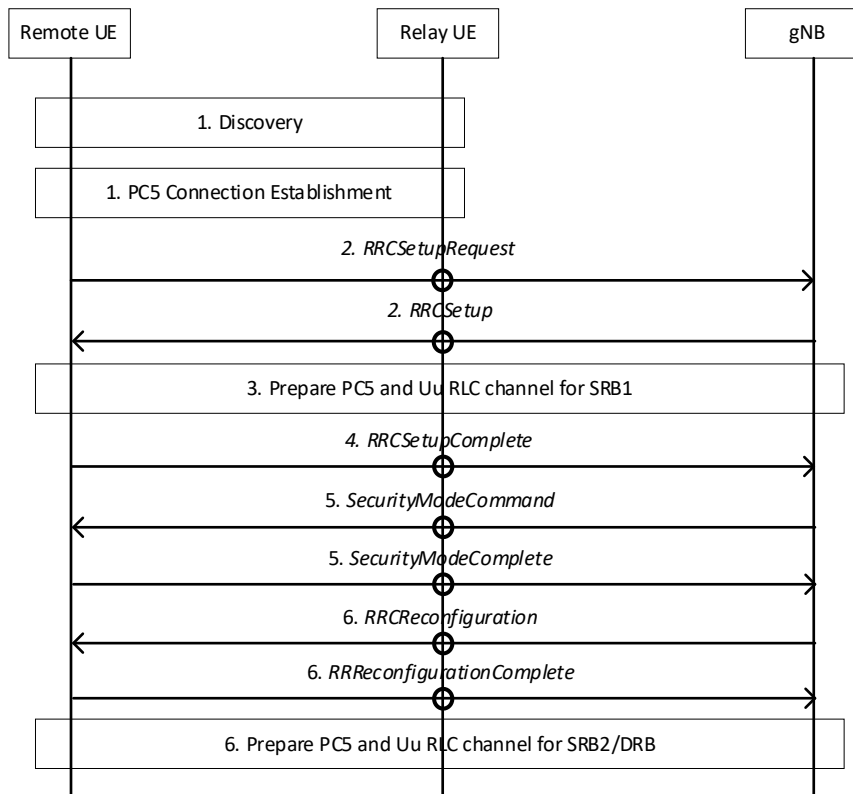 Remote UE
Relay UE
gNB
1. Discovery
1. PC5 Connection Establishment
2. RRCSetupRequest
2. RRCSetup
3. Prepare PC5 and Uu RLC channel for SRB1
4. RRCSetupComplete
5. SecurityModeCommand
5. SecurityModeComplete
6. RRCReconfiguration
6. RRReconfigurationComplete
6. Prepare PC5 and Uu RLC channel for SRB2/DRB